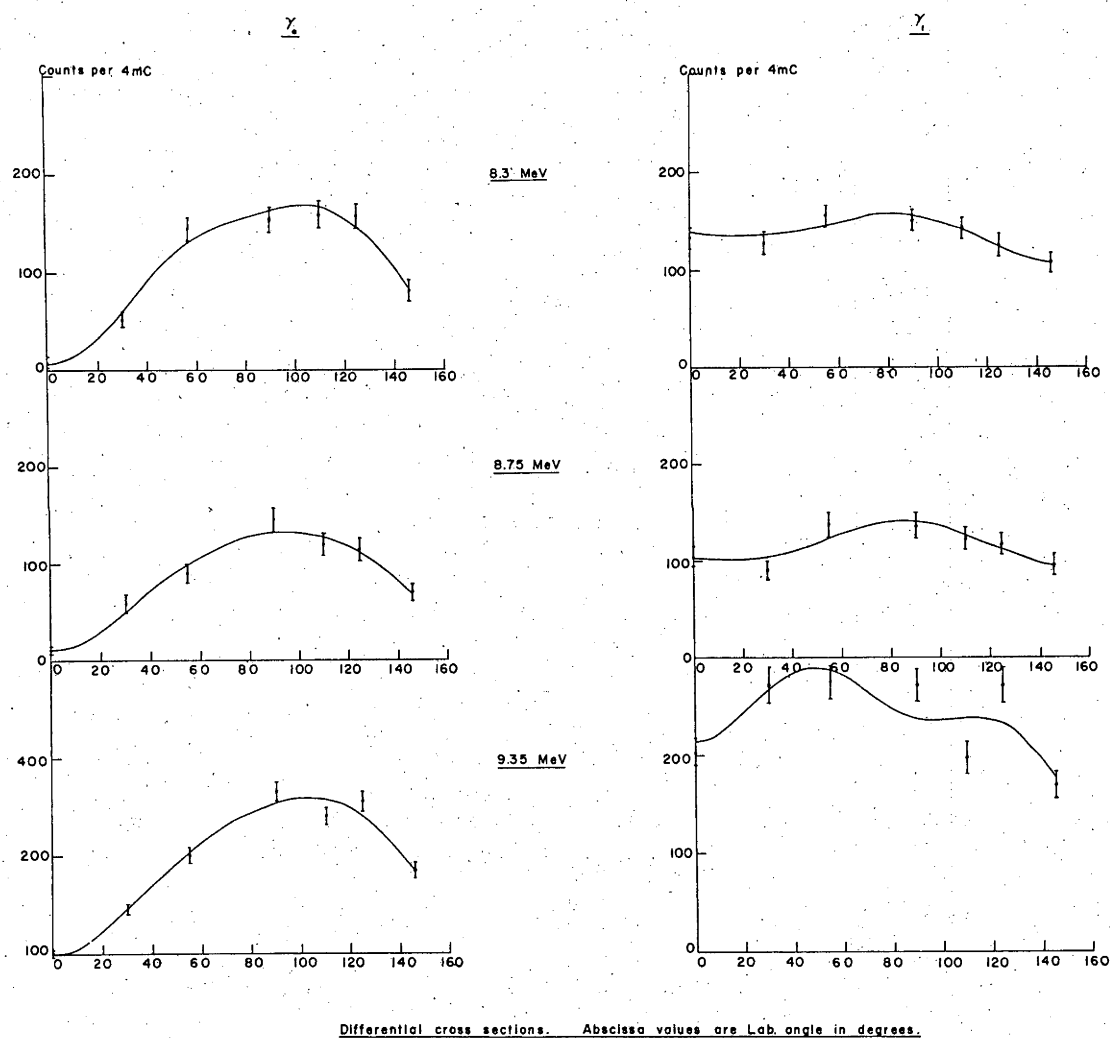 γ₀
γ₁
Counts per 4mC
Counts per 4mC
200
100
0
0 20 40 60 80 100 120 140 160
8.3 MeV
200
100
0
0 20 40 60 80 100 120 140 160
200
100
0
0 20 40 60 80 100 120 140 160
8.75 MeV
200
100
0
0 20 40 60 80 100 120 140 160
400
200
100
0 20 40 60 80 100 120 140 160
9.35 MeV
200
100
0
0 20 40 60 80 100 120 140 160
Differential cross sections. Abscissa values are Lab. angle in degrees.